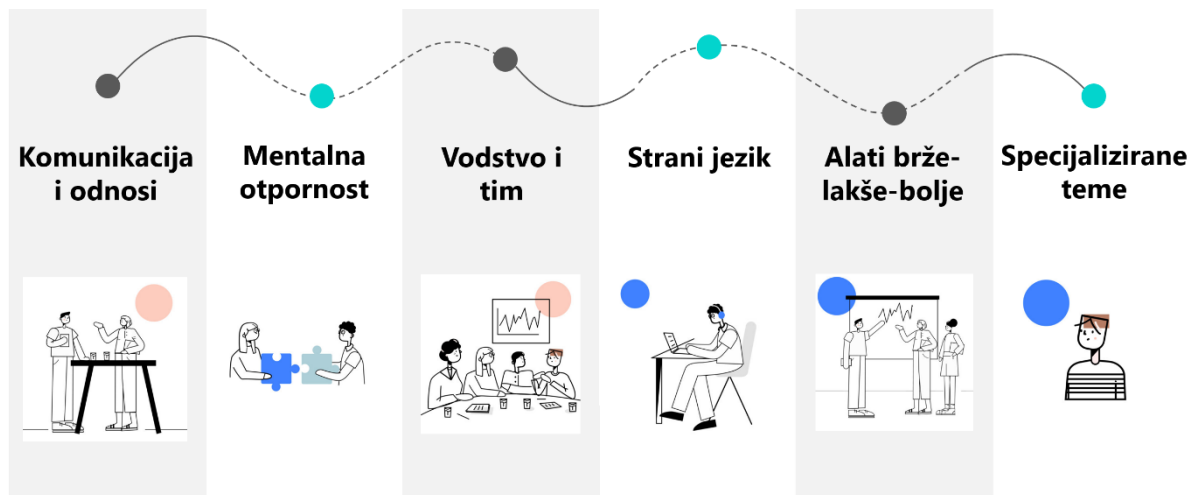 Komunikacija
i odnosi
Mentalna
otpornost
Vodstvo i
tim
Strani jezik
Alati brže-
lakše-bolje
Specijalizirane
teme